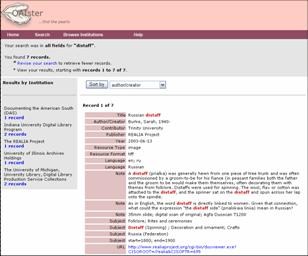 OAIster
...find the pearls
Home Search Browse Institutions Help
Your search was in all fields for "distaff".
You found 7 records.
* Revise your search to retrieve fewer records.
* View your results, starting with records 1 to 7 of 7.
Results by Institution
Sort by author/creator
Documenting the American South (DAS)
1 record
Indiana University Digital Library Program
2 records
The REALIA Project
1 record
University of Illinois Archives Holdings
1 record
The University of Michigan, University Library, Digital Library Production Service Collections
2 records
Record 1 of 7
Title Russian distaff
Author/Creator Burke, Sarah, 1940-
Contributor Trinity University
Publisher REALIA Project
Year 2003-06-13
Resource Type image
Resource Format tiff
Language en; ru
Language Russian
Note A distaff (prialka) was generally hewn from one piece of tree trunk and was often commissioned by a groom-to-be for his fiancé (in peasant families both the father and the groom to be would make them themselves, often decorating them with themes from folklore. Distaffs were used for spinning. The wool, flax or cotton was attached to the distaff, and the spinner sat on the distaff and spun across her lap onto the spindle.
Note As in English, the word distaff is directly linked to women. Given that connection, what could the expression "the distaff side" (prialskaia liniia) mean in Russian?
Note 35mm slide; digital scan of original; Agfa Duoscan T1200
Subject folklore; Rites and ceremonies
Subject Distaff (Spinning) ; Decoration and ornament; Crafts
Subject Russia (Federation)
Subject start=1800; end=1900
URL http://www.realiaproject.org/cgi-bin/docviewer.exe?
CISOROOT=/realia&CISOPTR=699